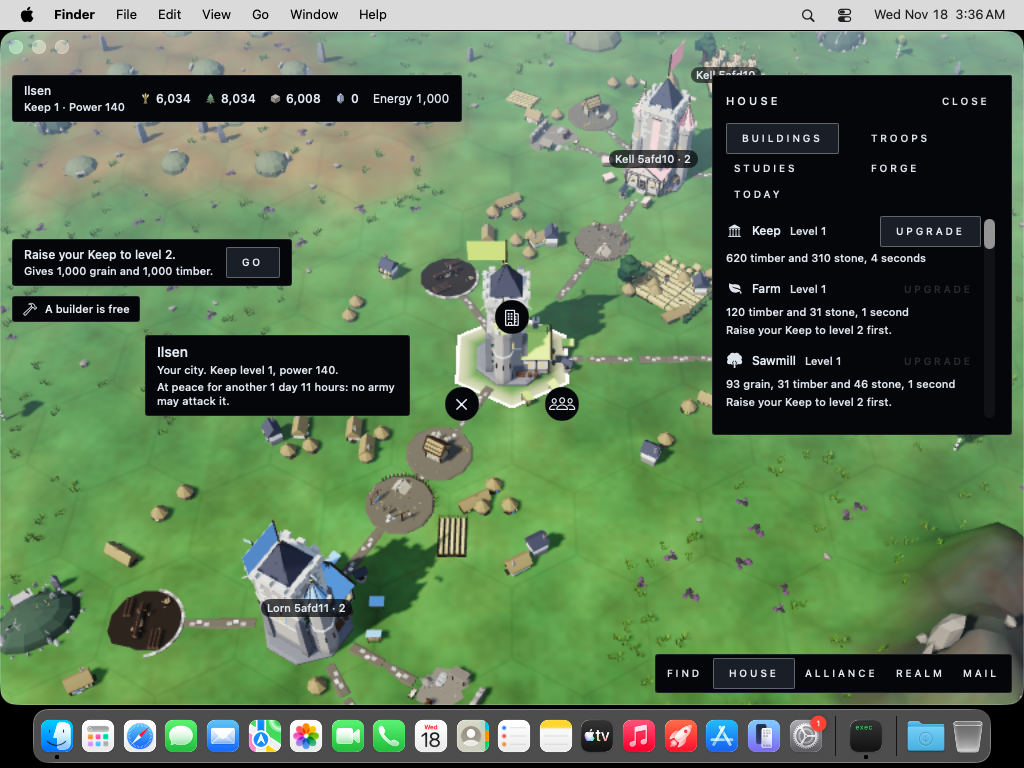 Finder File Edit View Go Window Help
Wed Nov 18 3:36 AM
Ilsen
Keep 1 · Power 140
6,034 8,034 6,008 0 Energy 1,000
Kell 5afd10
Kell 5afd10 · 2
HOUSE
CLOSE
BUILDINGS TROOPS
STUDIES FORGE
TODAY
Keep Level 1 UPGRADE
620 timber and 310 stone, 4 seconds
Farm Level 1 UPGRADE
120 timber and 31 stone, 1 second
Raise your Keep to level 2 first.
Sawmill Level 1 UPGRADE
93 grain, 31 timber and 46 stone, 1 second
Raise your Keep to level 2 first.
Raise your Keep to level 2.
Gives 1,000 grain and 1,000 timber.
GO
A builder is free
Ilsen
Your city. Keep level 1, power 140.
At peace for another 1 day 11 hours: no army
may attack it.
Lorn 5afd11 · 2
FIND HOUSE ALLIANCE REALM MAIL
Wed
18
tv
1
exec